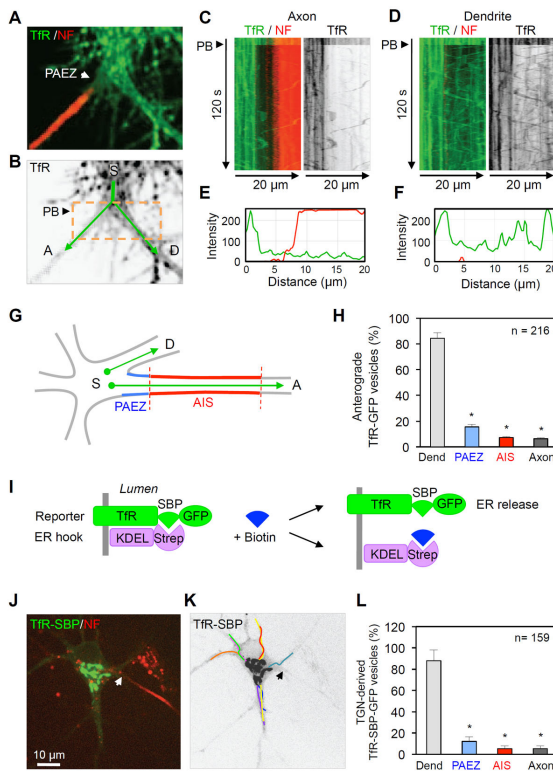 A
TfR /NF
PAEZ
B
TfR
S
PB
A
D
C
Axon
TfR / NF
TfR
PB
120 s
20 µm
20 µm
D
Dendrite
TfR / NF
TfR
PB
120 s
20 µm
20 µm
E
Intensity
200
100
0
0
5
10
15
20
Distance (µm)
F
Intensity
200
100
0
0
5
10
15
20
Distance (µm)
G
D
S
A
PAEZ
AIS
H
Anterograde
TfR-GFP vesicles (%)
n = 216
100
80
60
40
20
0
*
*
*
Dend
PAEZ
AIS
Axon
I
Lumen
SBP
Reporter
TfR
GFP
ER hook
KDEL
Strep
+ Biotin
SBP
TfR
GFP
ER release
KDEL
Strep
J
TfR-SBP/NF
10 µm
K
TfR-SBP
L
TGN-derived
TfR-SBP-GFP vesicles (%)
n= 159
120
100
80
60
40
20
0
*
*
*
Dend
PAEZ
AIS
Axon